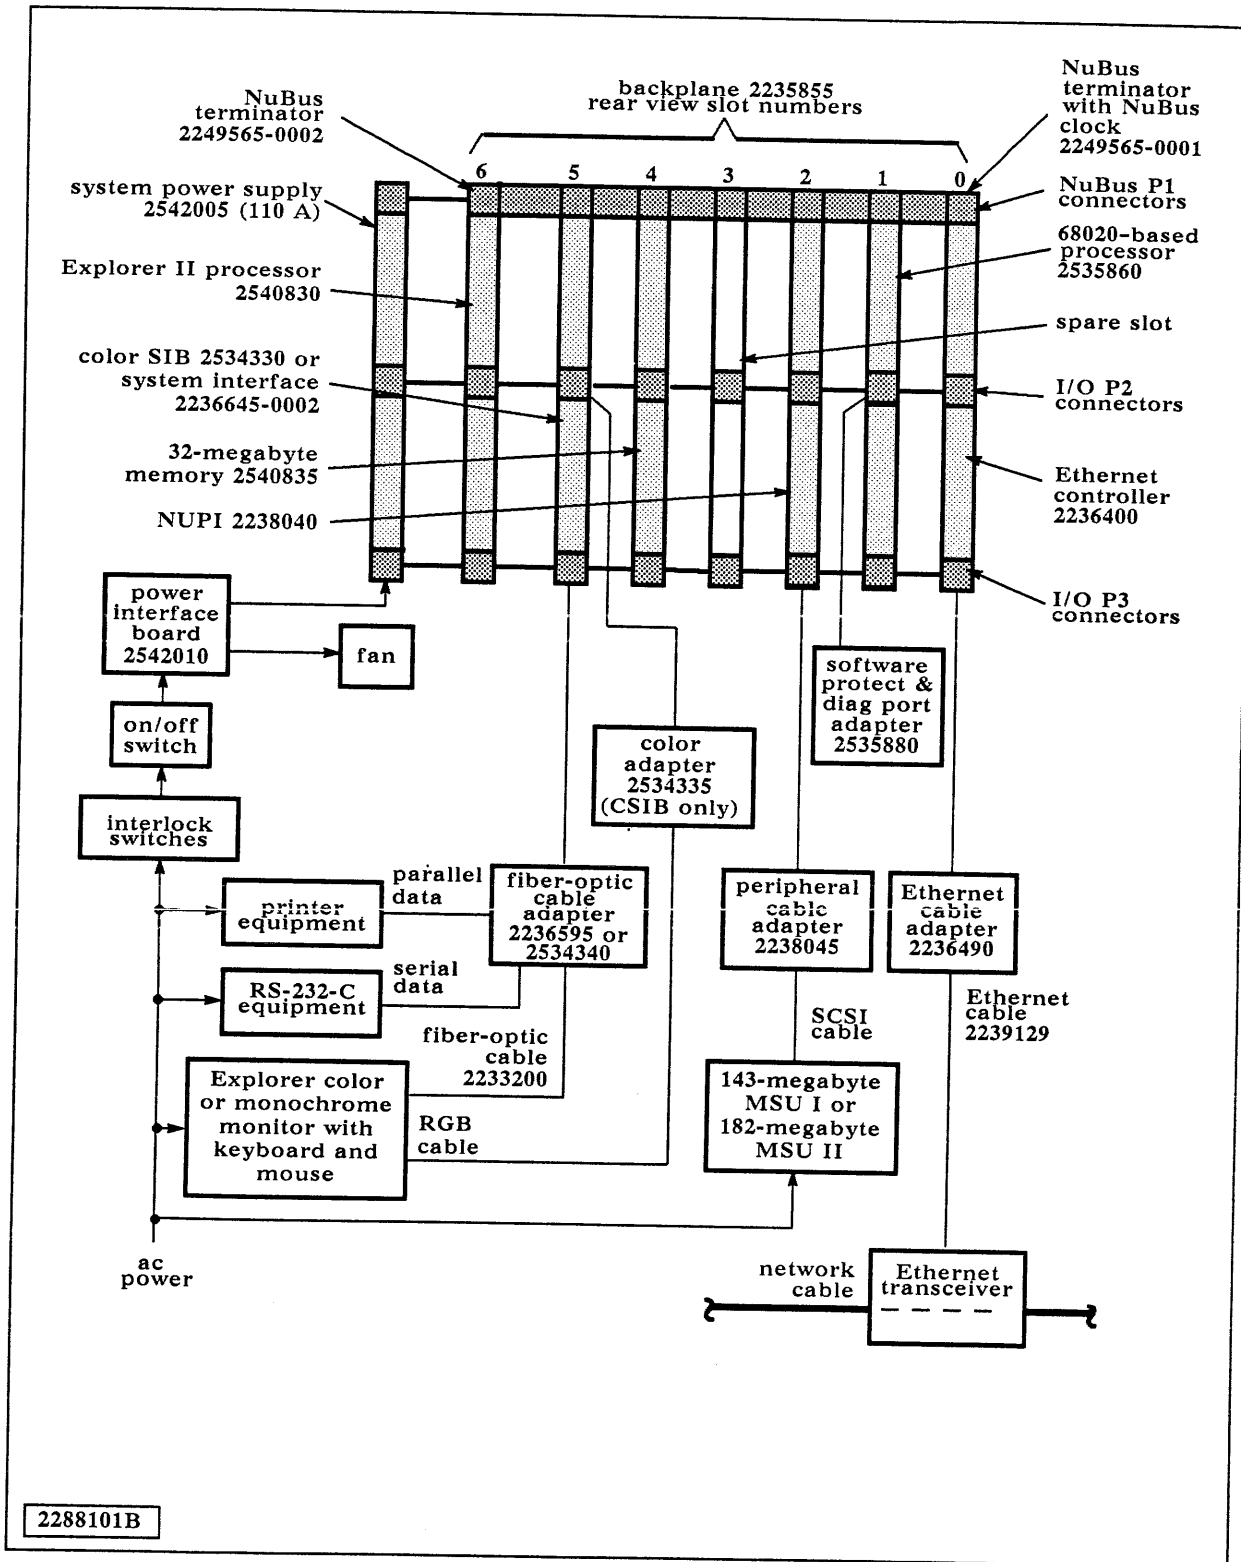 backplane 2235855
rear view slot numbers
NuBus
terminator
2249565-0002
NuBus
terminator
with NuBus
clock
2249565-0001
6 5 4 3 2 1 0
system power supply
2542005 (110 A)
NuBus P1
connectors
Explorer II processor
2540830
68020-based
processor
2535860
color SIB 2534330 or
system interface
2236645-0002
spare slot
I/O P2
connectors
32-megabyte
memory 2540835
NUPI 2238040
Ethernet
controller
2236400
I/O P3
connectors
power
interface
board
2542010
fan
on/off
switch
interlock
switches
software
protect &
diag port
adapter
2535880
color
adapter
2534335
(CSIB only)
printer
equipment
parallel
data
fiber-optic
cable
adapter
2236595 or
2534340
peripheral
cable
adapter
2238045
Ethernet
cable
adapter
2236490
RS-232-C
equipment
serial
data
fiber-optic
cable
2233200
SCSI
cable
Ethernet
cable
2239129
Explorer color
or monochrome
monitor with
keyboard and
mouse
RGB
cable
143-megabyte
MSU I or
182-megabyte
MSU II
ac
power
network
cable
Ethernet
transceiver
2288101B